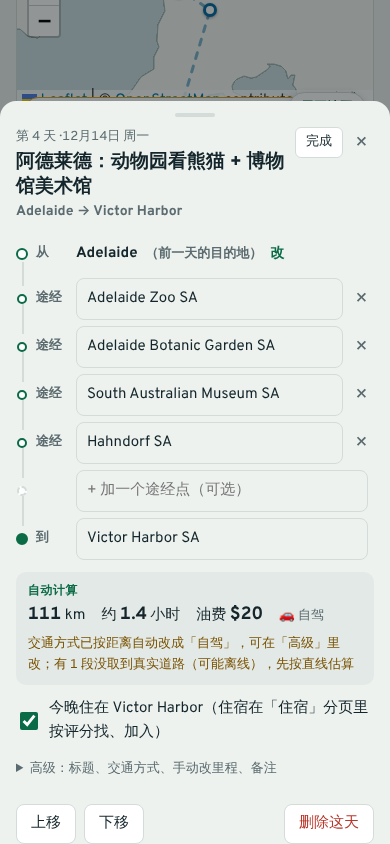 −
第 4 天 ·12月14日 周一
完成
×
阿德莱德：动物园看熊猫 + 博物
馆美术馆
Adelaide → Victor Harbor
从 Adelaide （前一天的目的地） 改
途经 Adelaide Zoo SA ×
途经 Adelaide Botanic Garden SA ×
途经 South Australian Museum SA ×
途经 Hahndorf SA ×
+ 加一个途经点（可选）
到 Victor Harbor SA
自动计算
111 km 约 1.4 小时 油费 $20 🚗 自驾
交通方式已按距离自动改成「自驾」，可在「高级」里
改；有 1 段没取到真实道路（可能离线），先按直线估算
今晚住在 Victor Harbor（住宿在「住宿」分页里
按评分找、加入）
▶ 高级：标题、交通方式、手动改里程、备注
上移 下移 删除这天